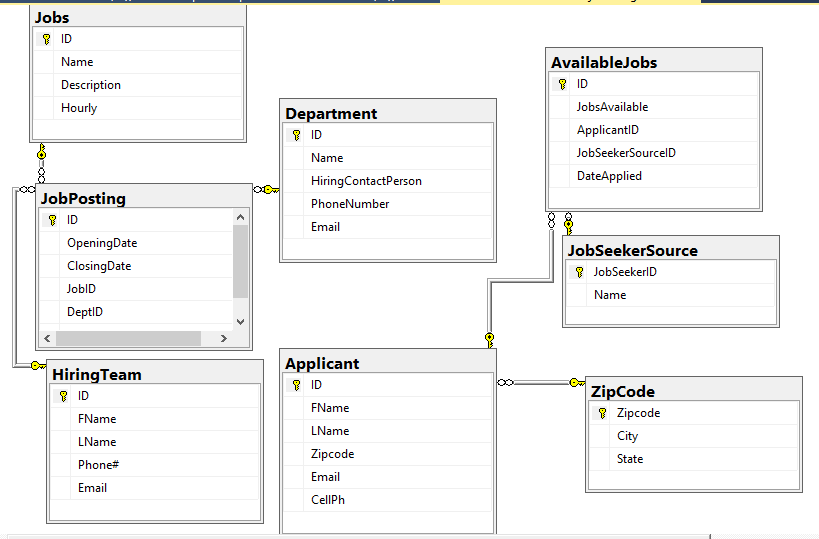 Jobs
ID
Name
Description
Hourly
Department
ID
Name
HiringContactPerson
PhoneNumber
Email
AvailableJobs
ID
JobsAvailable
ApplicantID
JobSeekerSourceID
DateApplied
JobPosting
ID
OpeningDate
ClosingDate
JobID
DeptID
JobSeekerSource
JobSeekerID
Name
HiringTeam
ID
FName
LName
Phone#
Email
Applicant
ID
FName
LName
Zipcode
Email
CellPh
ZipCode
Zipcode
City
State